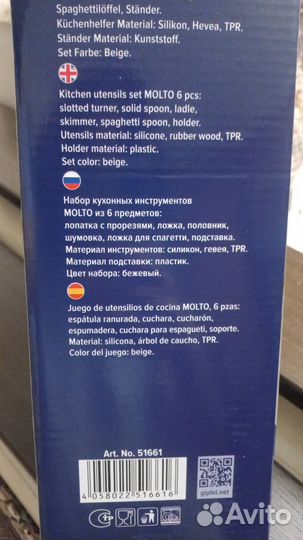 Spaghettilöffel, Ständer.
Küchenhelfer Material: Silikon, Hevea, TPR.
Ständer Material: Kunststoff.
Set Farbe: Beige.
Kitchen utensils set MOLTO 6 pcs:
slotted turner, solid spoon, ladle,
skimmer, spaghetti spoon, holder.
Utensils material: silicone, rubber wood, TPR.
Holder material: plastic.
Set color: beige.
Набор кухонных инструментов
MOLTO из 6 предметов:
лопатка с прорезями, ложка, половник,
шумовка, ложка для спагетти, подставка.
Материал инструментов: силикон, гевея, TPR.
Материал подставки: пластик.
Цвет набора: бежевый.
Juego de utensilios de cocina MOLTO, 6 pzas:
espátula ranurada, cuchara, cucharón,
espumadera, cuchara para espagueti, soporte.
Material: silicona, árbol de caucho, TPR.
Color del juego: beige.
Art. No. 51661
4 058022 516616
gipfel.net
Avito